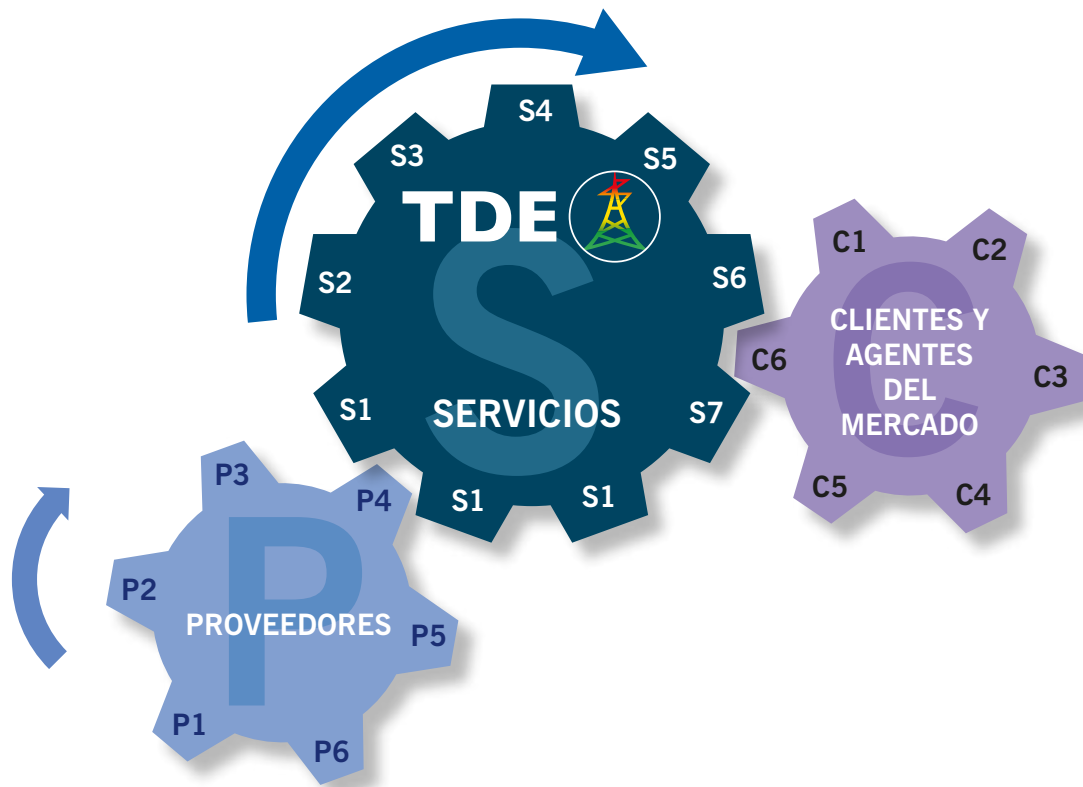 S4
S3
S5
TDE
S2
S6
S
S1
SERVICIOS
S7
S1
S1
C1
C2
C
CLIENTES Y
AGENTES
DEL
MERCADO
C6
C3
C5
C4
P3
P4
P2
P
PROVEEDORES
P5
P1
P6